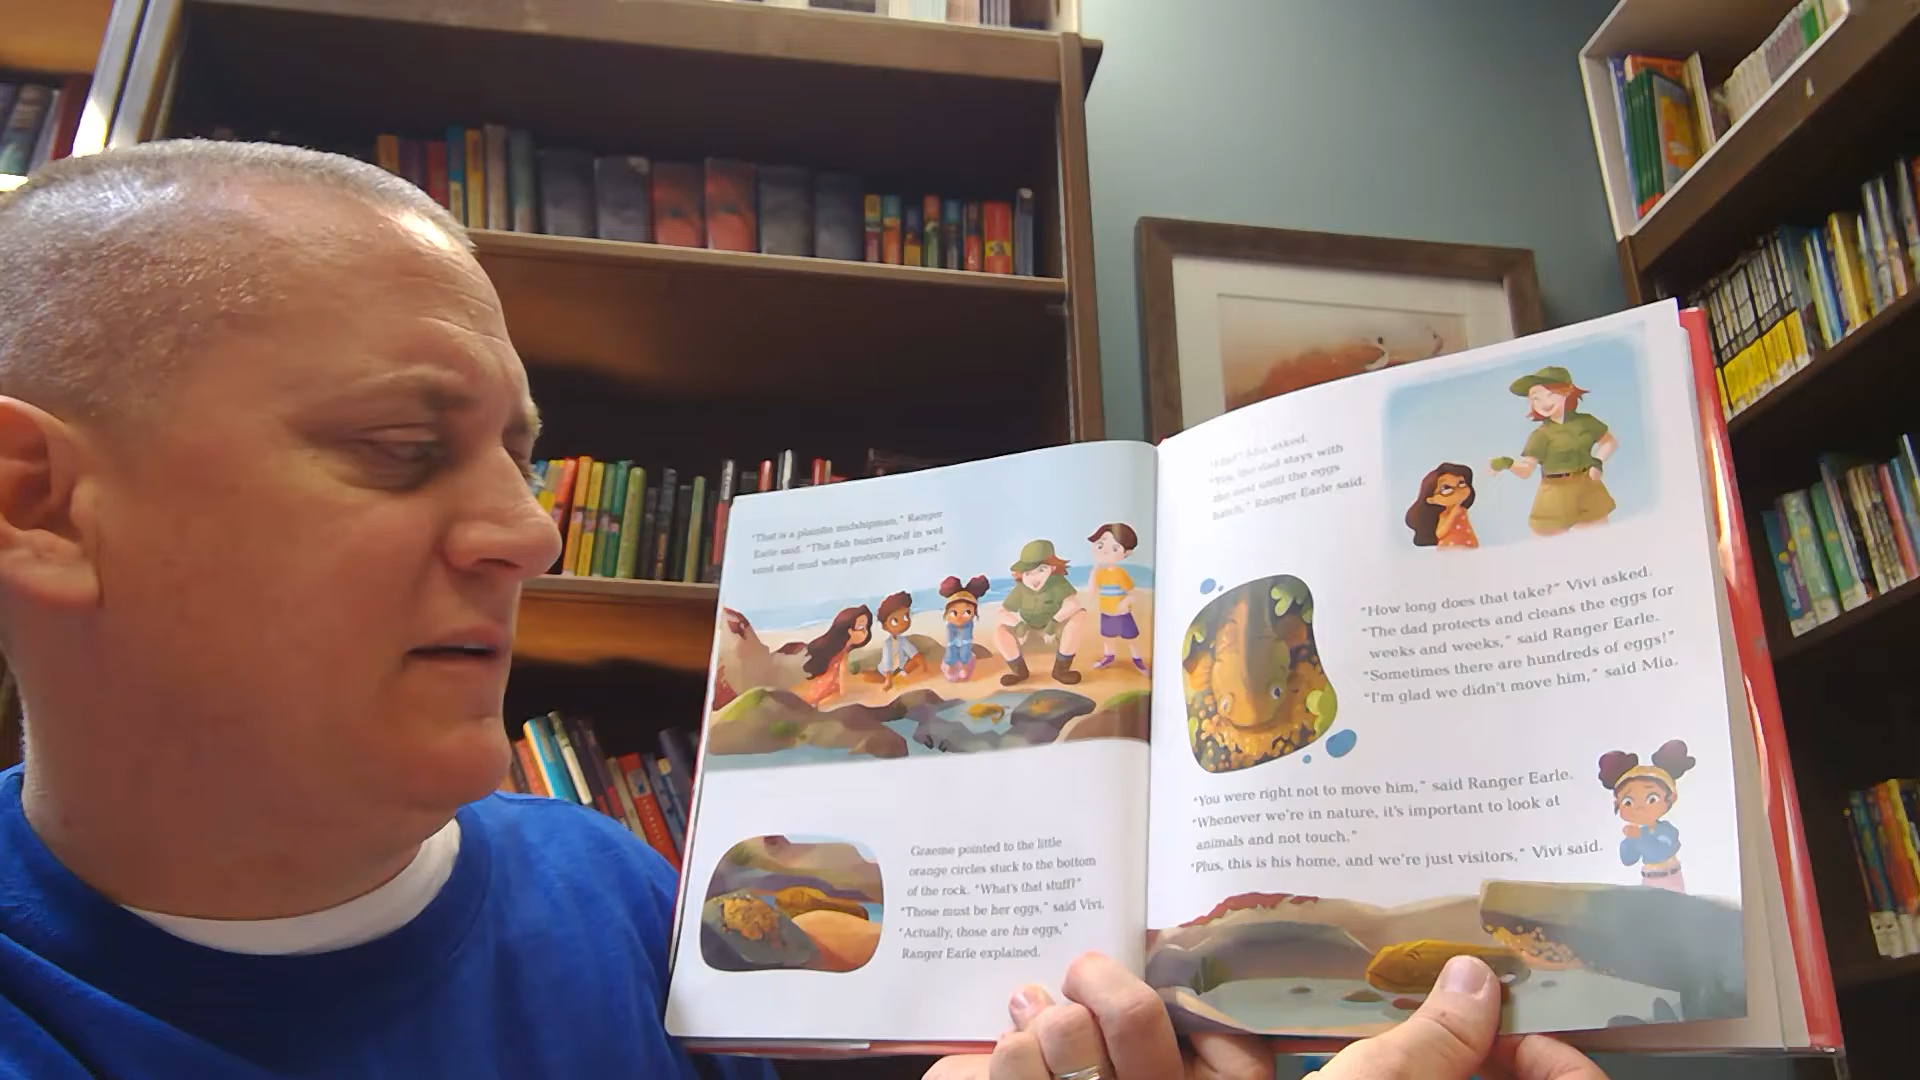 "That is a plainfin midshipman," Ranger
Earle said. "This fish buries itself in wet
sand and mud when protecting its nest."
Graeme pointed to the little
orange circles stuck to the bottom
of the rock. "What's that stuff?"
"Those must be her eggs," said Vivi.
"Actually, those are his eggs,"
Ranger Earle explained.
"His?" Mia asked.
"Yes, the dad stays with
the nest until the eggs
hatch," Ranger Earle said.
"How long does that take?" Vivi asked.
"The dad protects and cleans the eggs for
weeks and weeks," said Ranger Earle.
"Sometimes there are hundreds of eggs!"
"I'm glad we didn't move him," said Mia.
"You were right not to move him," said Ranger Earle.
"Whenever we're in nature, it's important to look at
animals and not touch."
"Plus, this is his home, and we're just visitors," Vivi said.